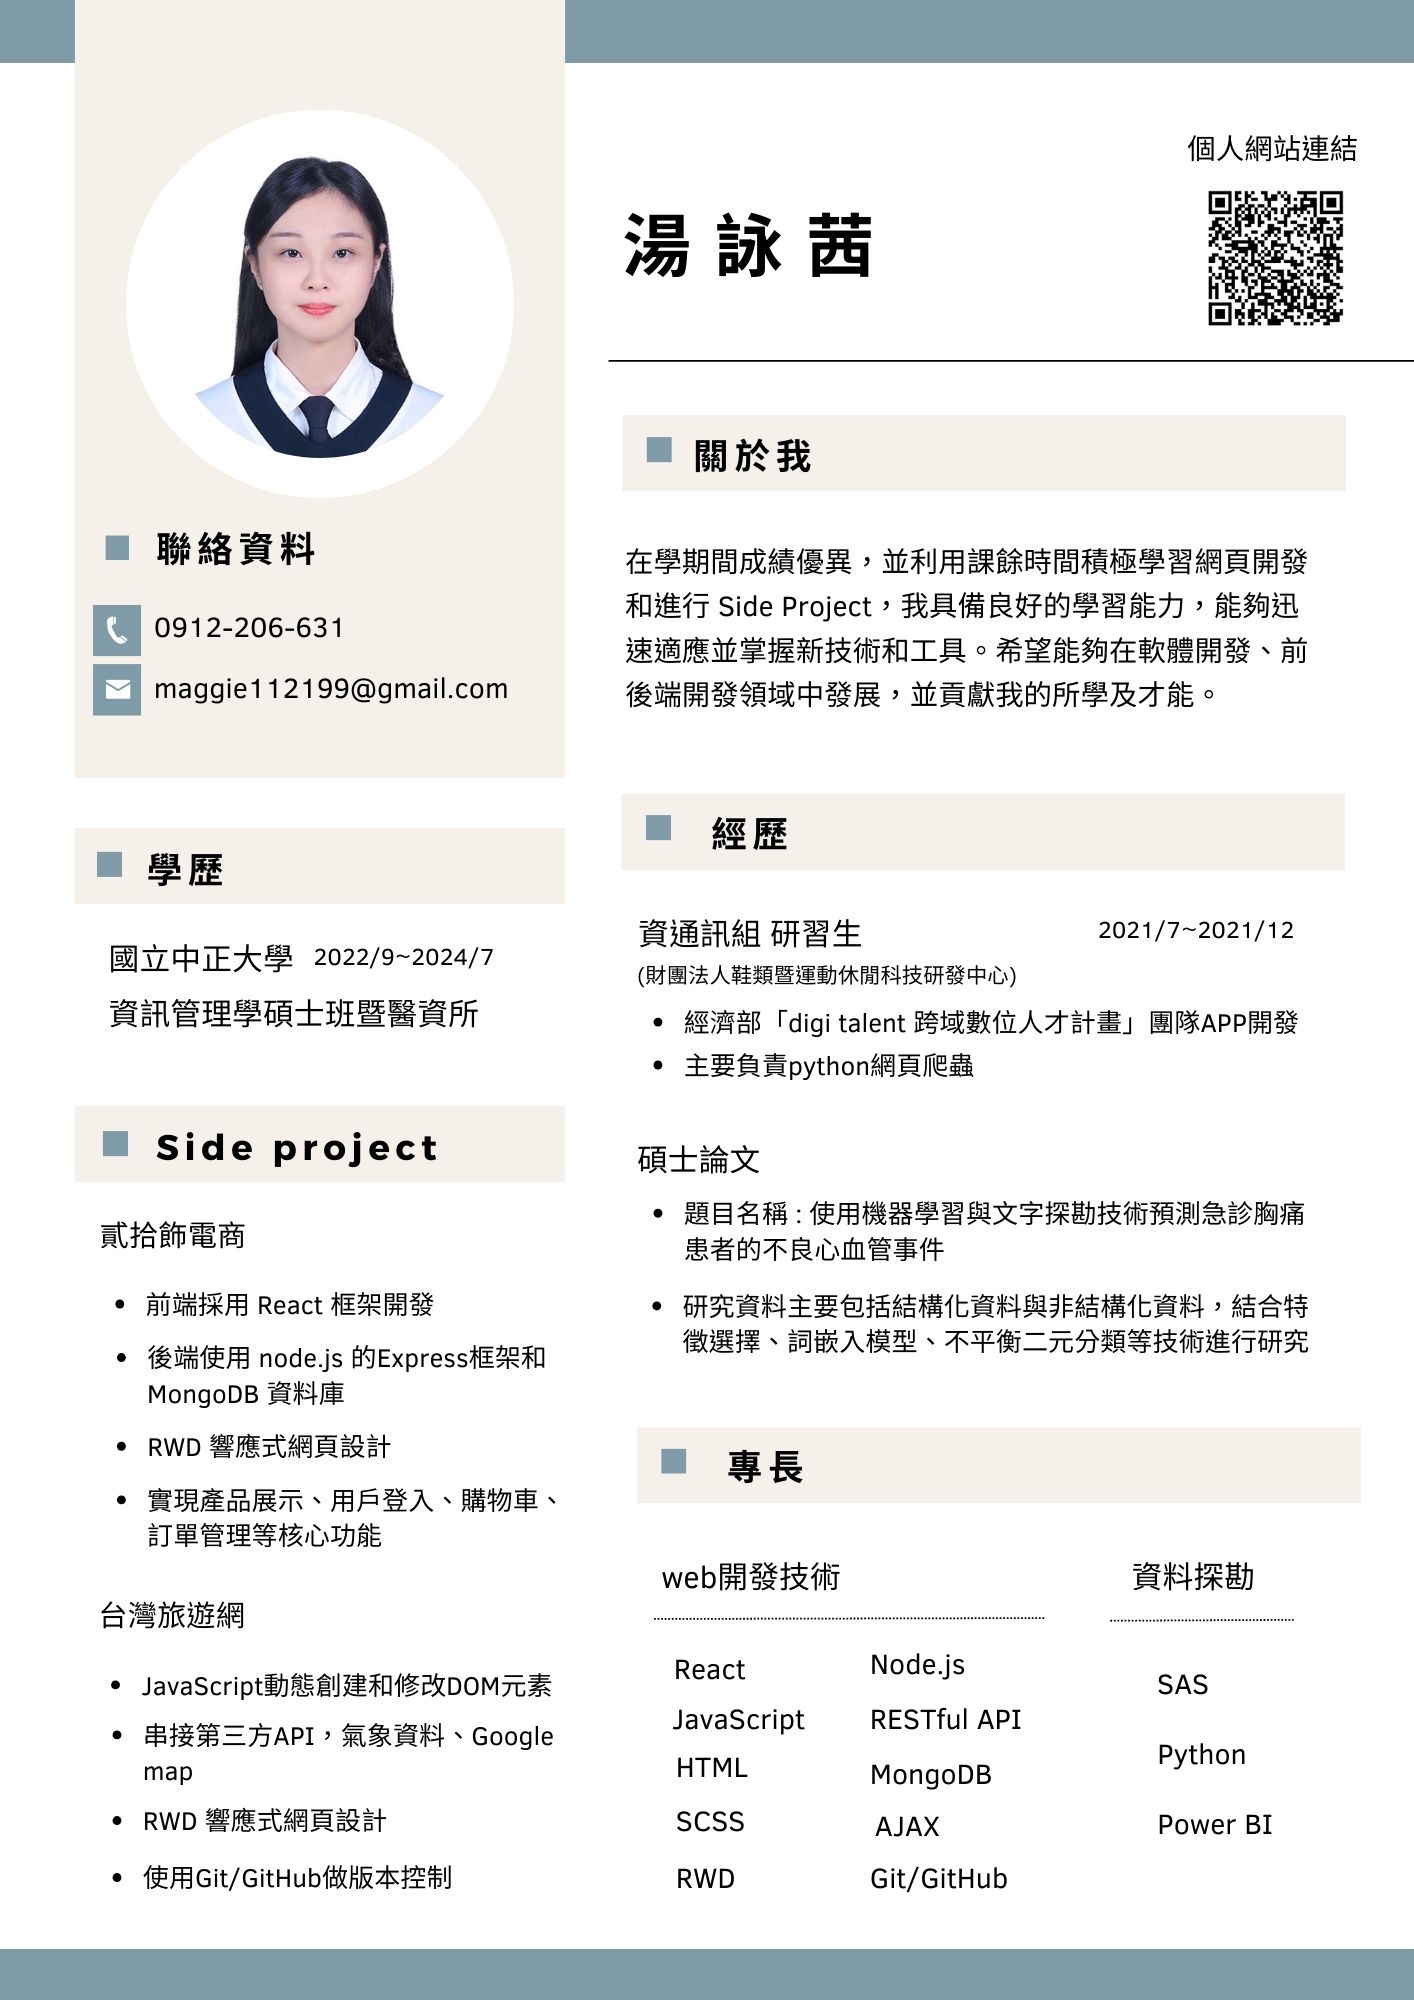 聯絡資料
0912-206-631
maggie112199@gmail.com
學歷
國立中正大學 2022/9~2024/7
資訊管理學碩士班暨醫資所
Side project
貳拾飾電商
• 前端採用 React 框架開發
• 後端使用 node.js 的Express框架和
MongoDB 資料庫
• RWD 響應式網頁設計
• 實現產品展示、用戶登入、購物車、
訂單管理等核心功能
台灣旅遊網
• JavaScript動態創建和修改DOM元素
• 串接第三方API，氣象資料、Google
map
• RWD 響應式網頁設計
• 使用Git/GitHub做版本控制
個人網站連結
湯詠茜
關於我
在學期間成績優異，並利用課餘時間積極學習網頁開發
和進行 Side Project，我具備良好的學習能力，能夠迅
速適應並掌握新技術和工具。希望能夠在軟體開發、前
後端開發領域中發展，並貢獻我的所學及才能。
經歷
資通訊組 研習生 2021/7~2021/12
(財團法人鞋類暨運動休閒科技研發中心)
• 經濟部「digi talent 跨域數位人才計畫」團隊APP開發
• 主要負責python網頁爬蟲
碩士論文
• 題目名稱 : 使用機器學習與文字探勘技術預測急診胸痛
患者的不良心血管事件
• 研究資料主要包括結構化資料與非結構化資料，結合特
徵選擇、詞嵌入模型、不平衡二元分類等技術進行研究
專長
web開發技術
React
JavaScript
HTML
SCSS
RWD
Node.js
RESTful API
MongoDB
AJAX
Git/GitHub
資料探勘
SAS
Python
Power BI